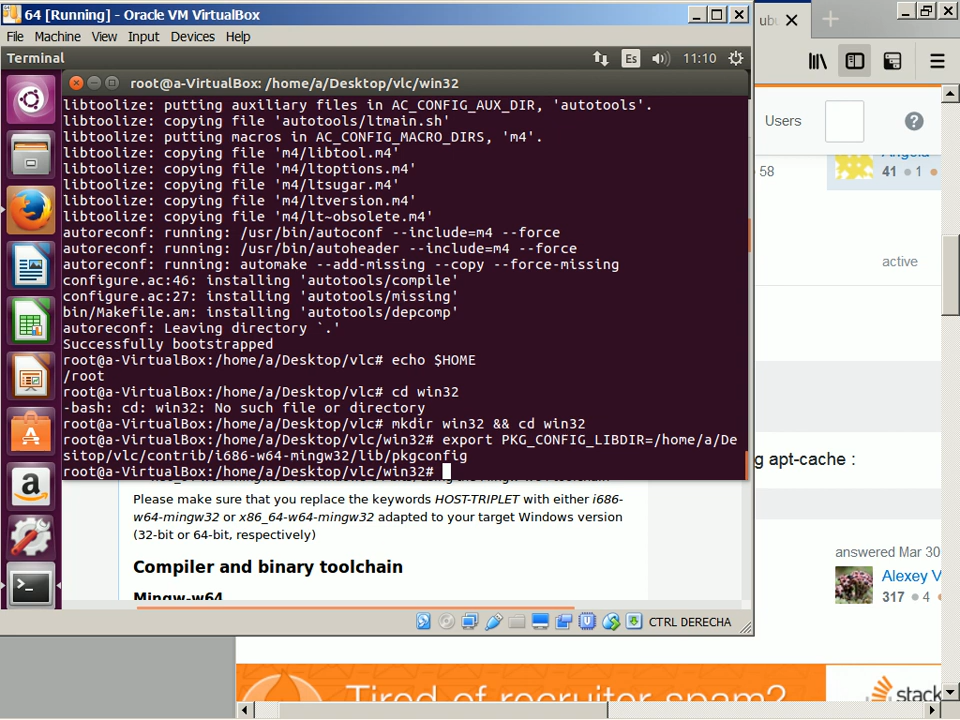 64 [Running] - Oracle VM VirtualBox
File Machine View Input Devices Help
Terminal
Es
11:10
root@a-VirtualBox: /home/a/Desktop/vlc/win32
libtoolize: putting auxiliary files in AC_CONFIG_AUX_DIR, 'autotools'.
libtoolize: copying file 'autotools/ltmain.sh'
libtoolize: putting macros in AC_CONFIG_MACRO_DIRS, 'm4'.
libtoolize: copying file 'm4/libtool.m4'
libtoolize: copying file 'm4/ltoptions.m4'
libtoolize: copying file 'm4/ltsugar.m4'
libtoolize: copying file 'm4/ltversion.m4'
libtoolize: copying file 'm4/lt~obsolete.m4'
autoreconf: running: /usr/bin/autoconf --include=m4 --force
autoreconf: running: /usr/bin/autoheader --include=m4 --force
autoreconf: running: automake --add-missing --copy --force-missing
configure.ac:46: installing 'autotools/compile'
configure.ac:27: installing 'autotools/missing'
bin/Makefile.am: installing 'autotools/depcomp'
autoreconf: Leaving directory `.'
Successfully bootstrapped
root@a-VirtualBox:/home/a/Desktop/vlc# echo $HOME
/root
root@a-VirtualBox:/home/a/Desktop/vlc# cd win32
-bash: cd: win32: No such file or directory
root@a-VirtualBox:/home/a/Desktop/vlc# mkdir win32 && cd win32
root@a-VirtualBox:/home/a/Desktop/vlc/win32# export PKG_CONFIG_LIBDIR=/home/a/De
sitop/vlc/contrib/i686-w64-mingw32/lib/pkgconfig
root@a-VirtualBox:/home/a/Desktop/vlc/win32#
Please make sure that you replace the keywords HOST-TRIPLET with either i686-
w64-mingw32 or x86_64-w64-mingw32 adapted to your target Windows version
(32-bit or 64-bit, respectively)
Compiler and binary toolchain
Mingw-w64
CTRL DERECHA
ubu
Users
58
41 1
active
g apt-cache :
answered Mar 30
Alexey V
317 4
Tired of recruiter spam?
stack